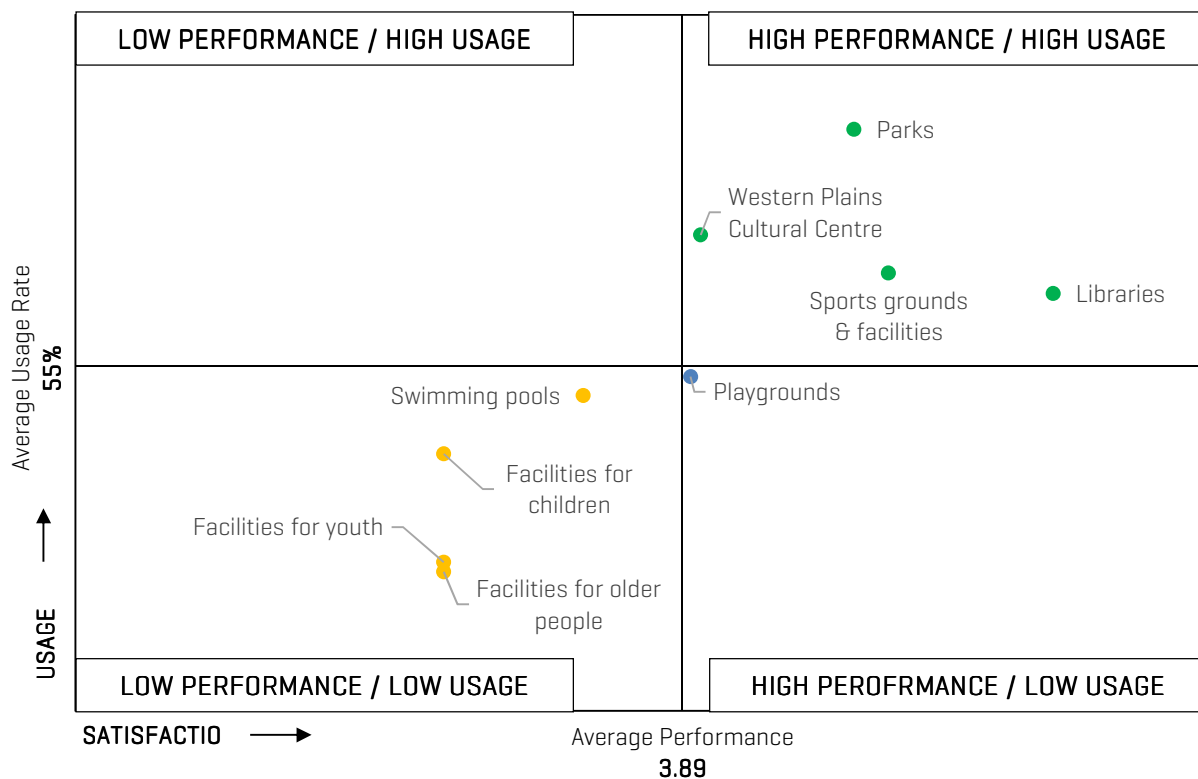 LOW PERFORMANCE / HIGH USAGE
HIGH PERFORMANCE / HIGH USAGE
Parks
Western Plains
Cultural Centre
Sports grounds
& facilities
Libraries
Average Usage Rate
55%
Swimming pools
Playgrounds
Facilities for
children
Facilities for youth
Facilities for older
people
USAGE
LOW PERFORMANCE / LOW USAGE
HIGH PEROFRMANCE / LOW USAGE
SATISFACTIO
Average Performance
3.89